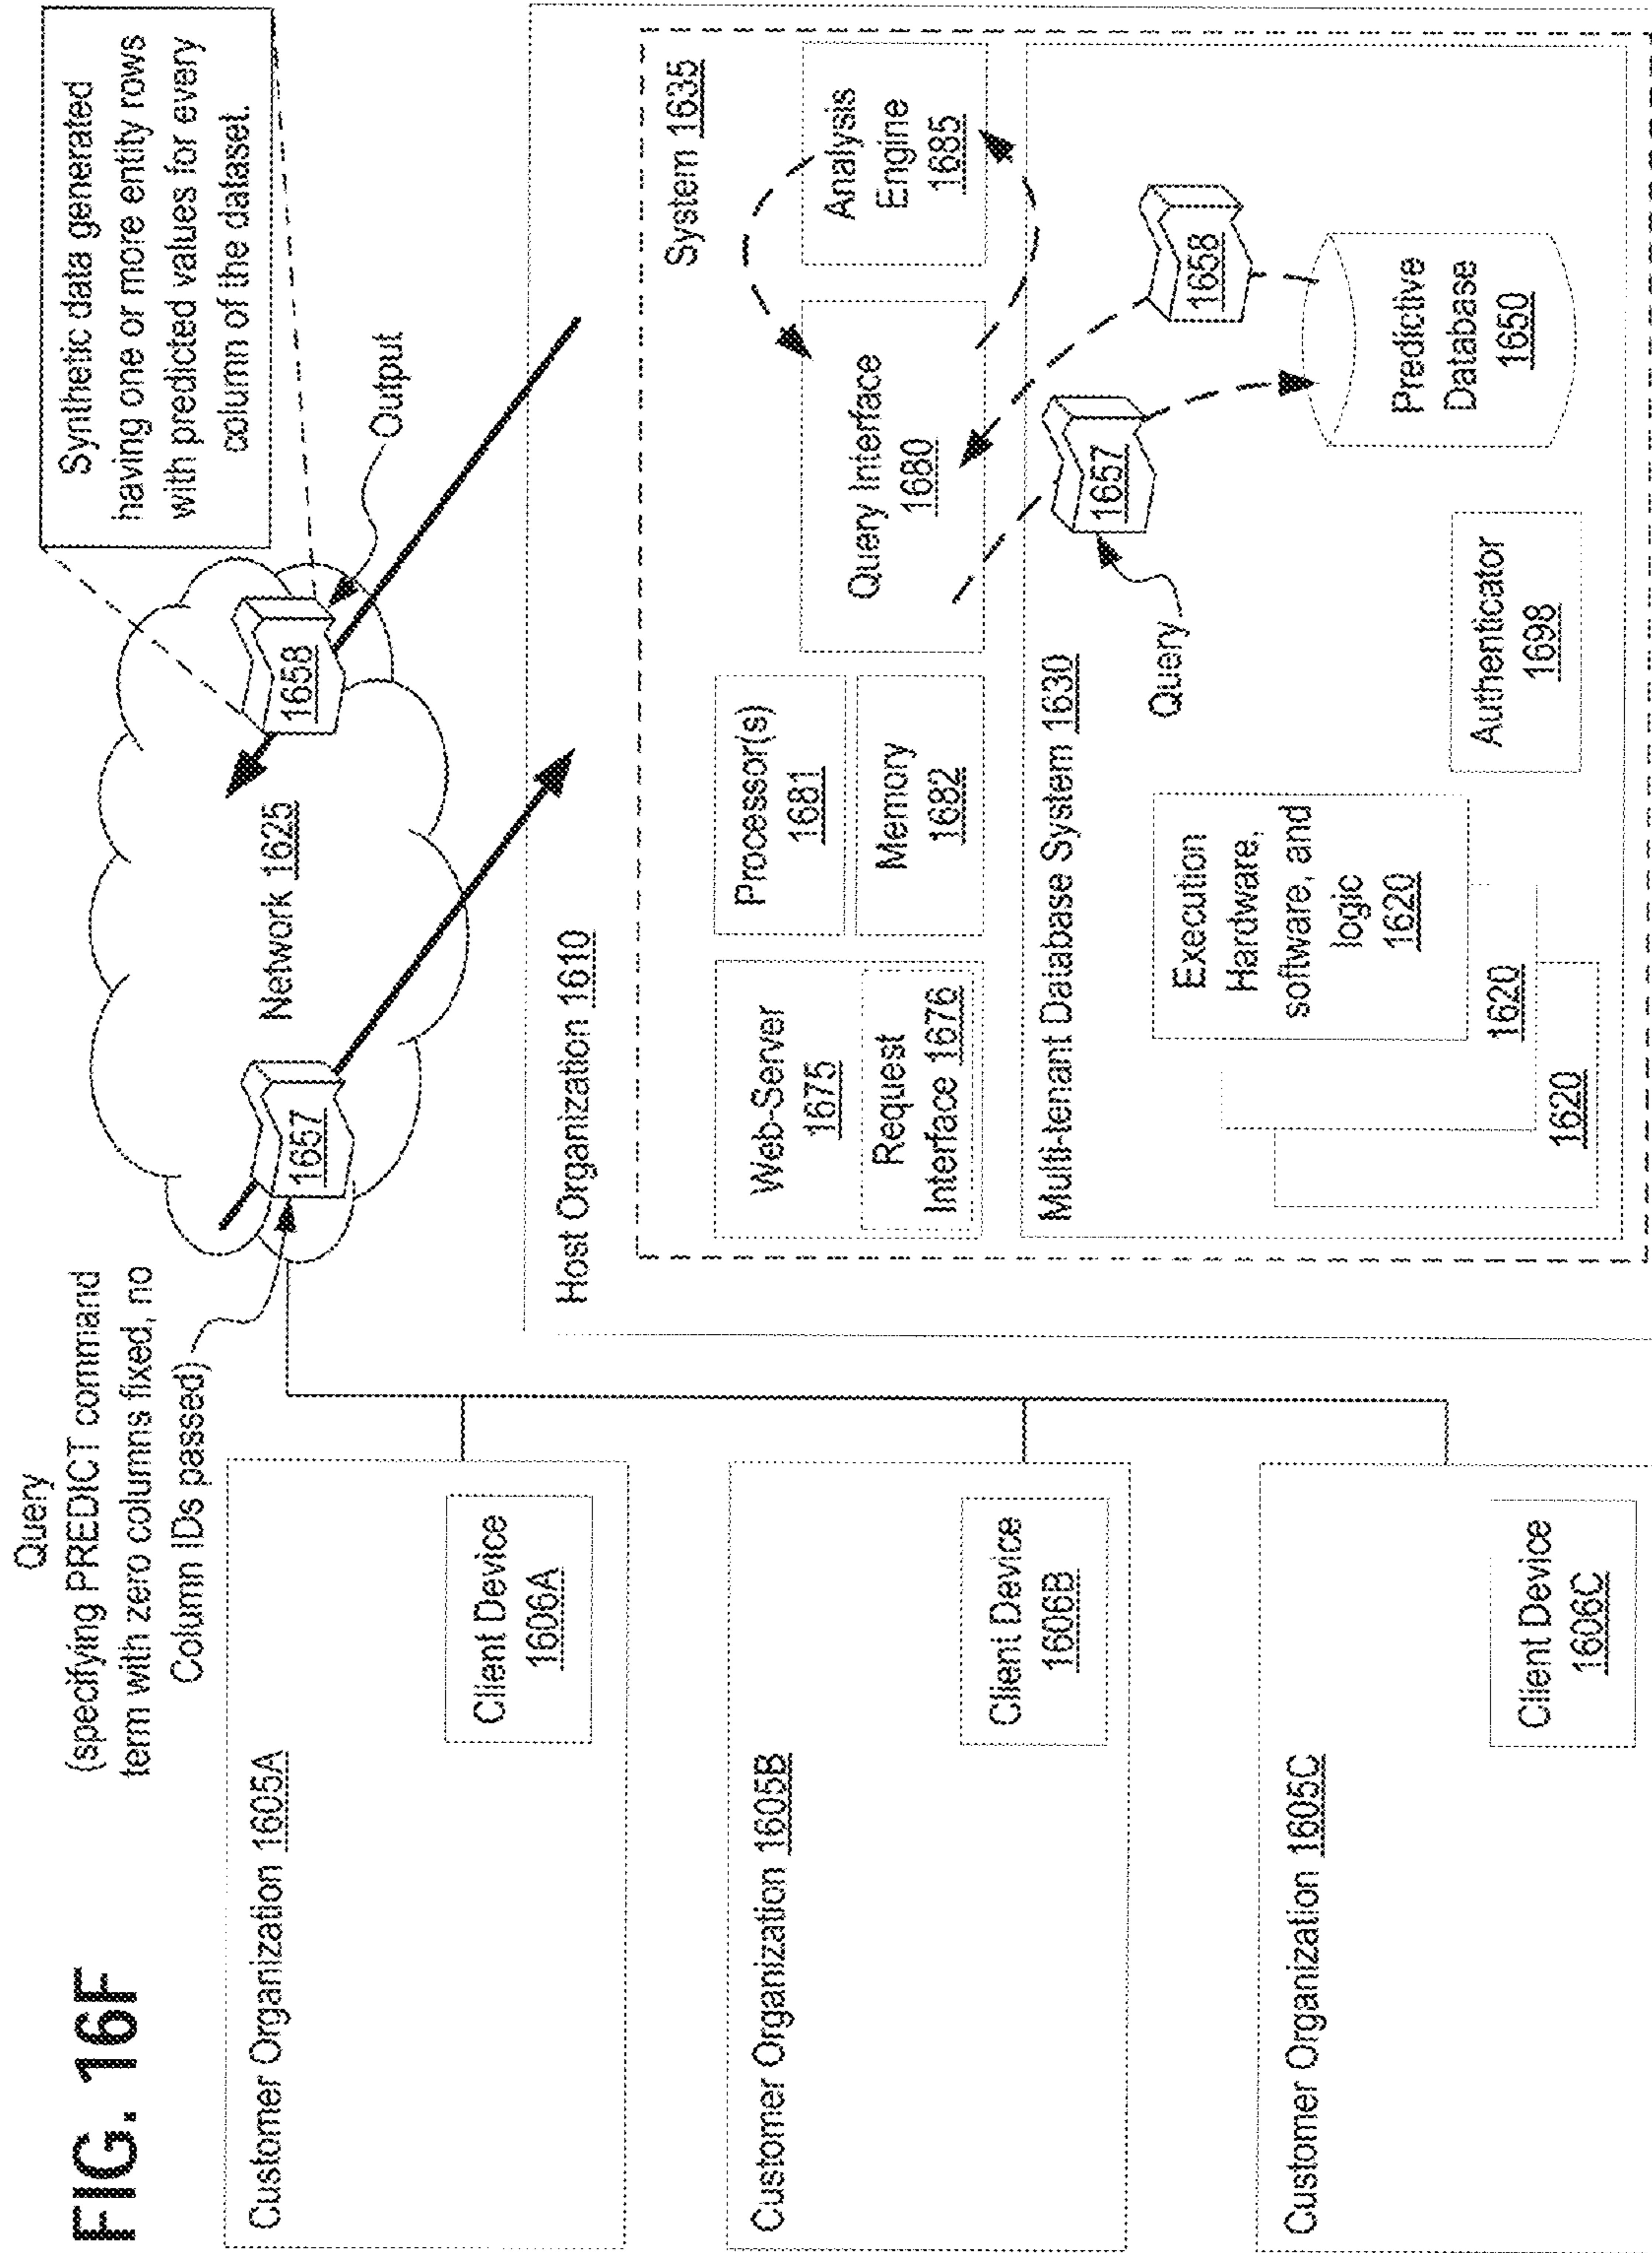 FIG. 16F
Query
(specifying PREDICT command
term with zero columns fixed, no
Column IDs passed)
Customer Organization 1605A
Client Device
1606A
Customer Organization 1605B
Client Device
1606B
Customer Organization 1605C
Client Device
1606C
1657
Network 1625
1658
Output
Synthetic data generated
having one or more entity rows
with predicted values for every
column of the dataset.
Host Organization 1610
System 1635
Web-Server
1675
Request
Interface 1676
Processor(s)
1681
Memory
1682
Query Interface
1680
Analysis
Engine
1685
Multi-tenant Database System 1630
Query
1657
1658
Execution
Hardware,
software, and
logic
1620
1620
1620
Authenticator
1698
Predictive
Database
1650